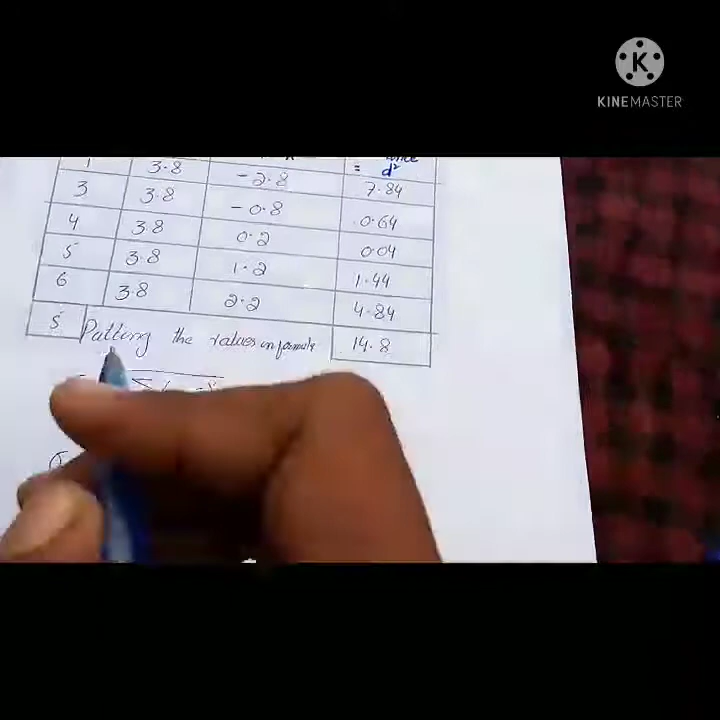 K
KINEMASTER
= d²
1 3.8 -2.8 7.84
3 3.8 -0.8 0.64
4 3.8 0.2 0.04
5 3.8 1.2 1.44
6 3.8 2.2 4.84
5 Putting the values in formula 14.8
Σ
σ